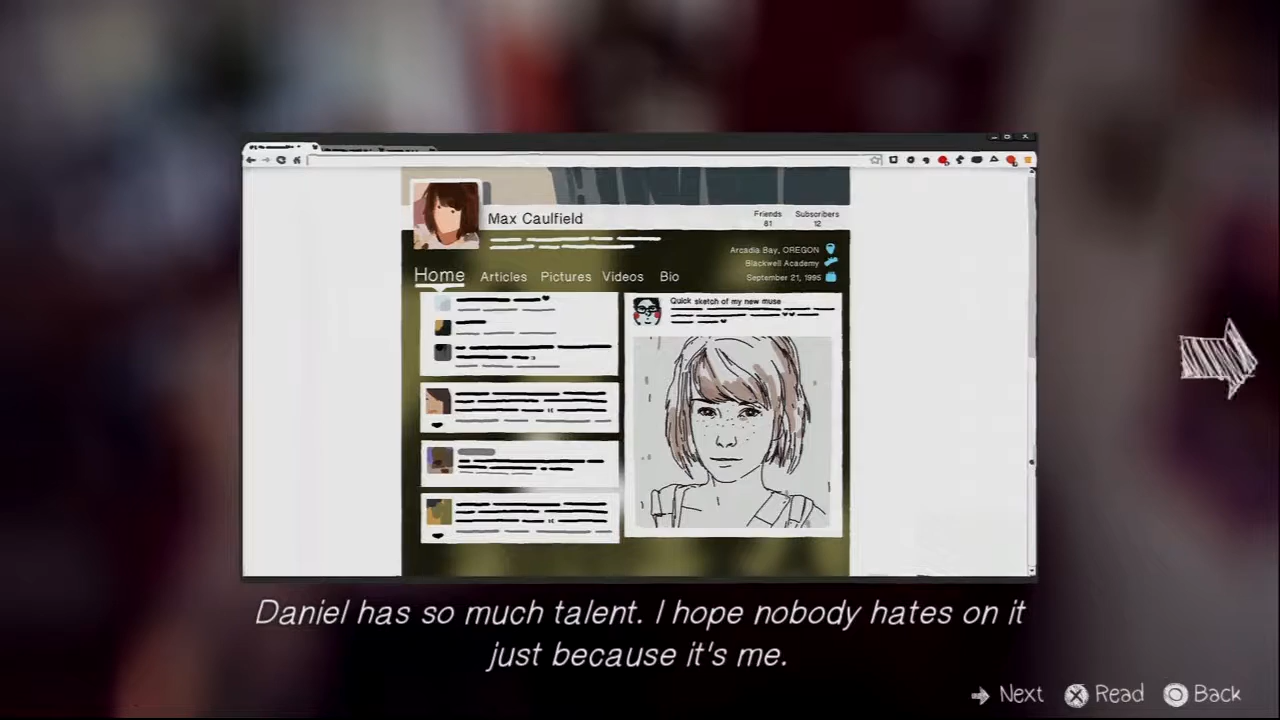 Max Caulfield
Friends
81
Subscribers
12
Arcadia Bay, OREGON
Blackwell Academy
September 21, 1995
Home Articles Pictures Videos Bio
Quick sketch of my new muse
Daniel has so much talent. I hope nobody hates on it
just because it's me.
Next Read Back